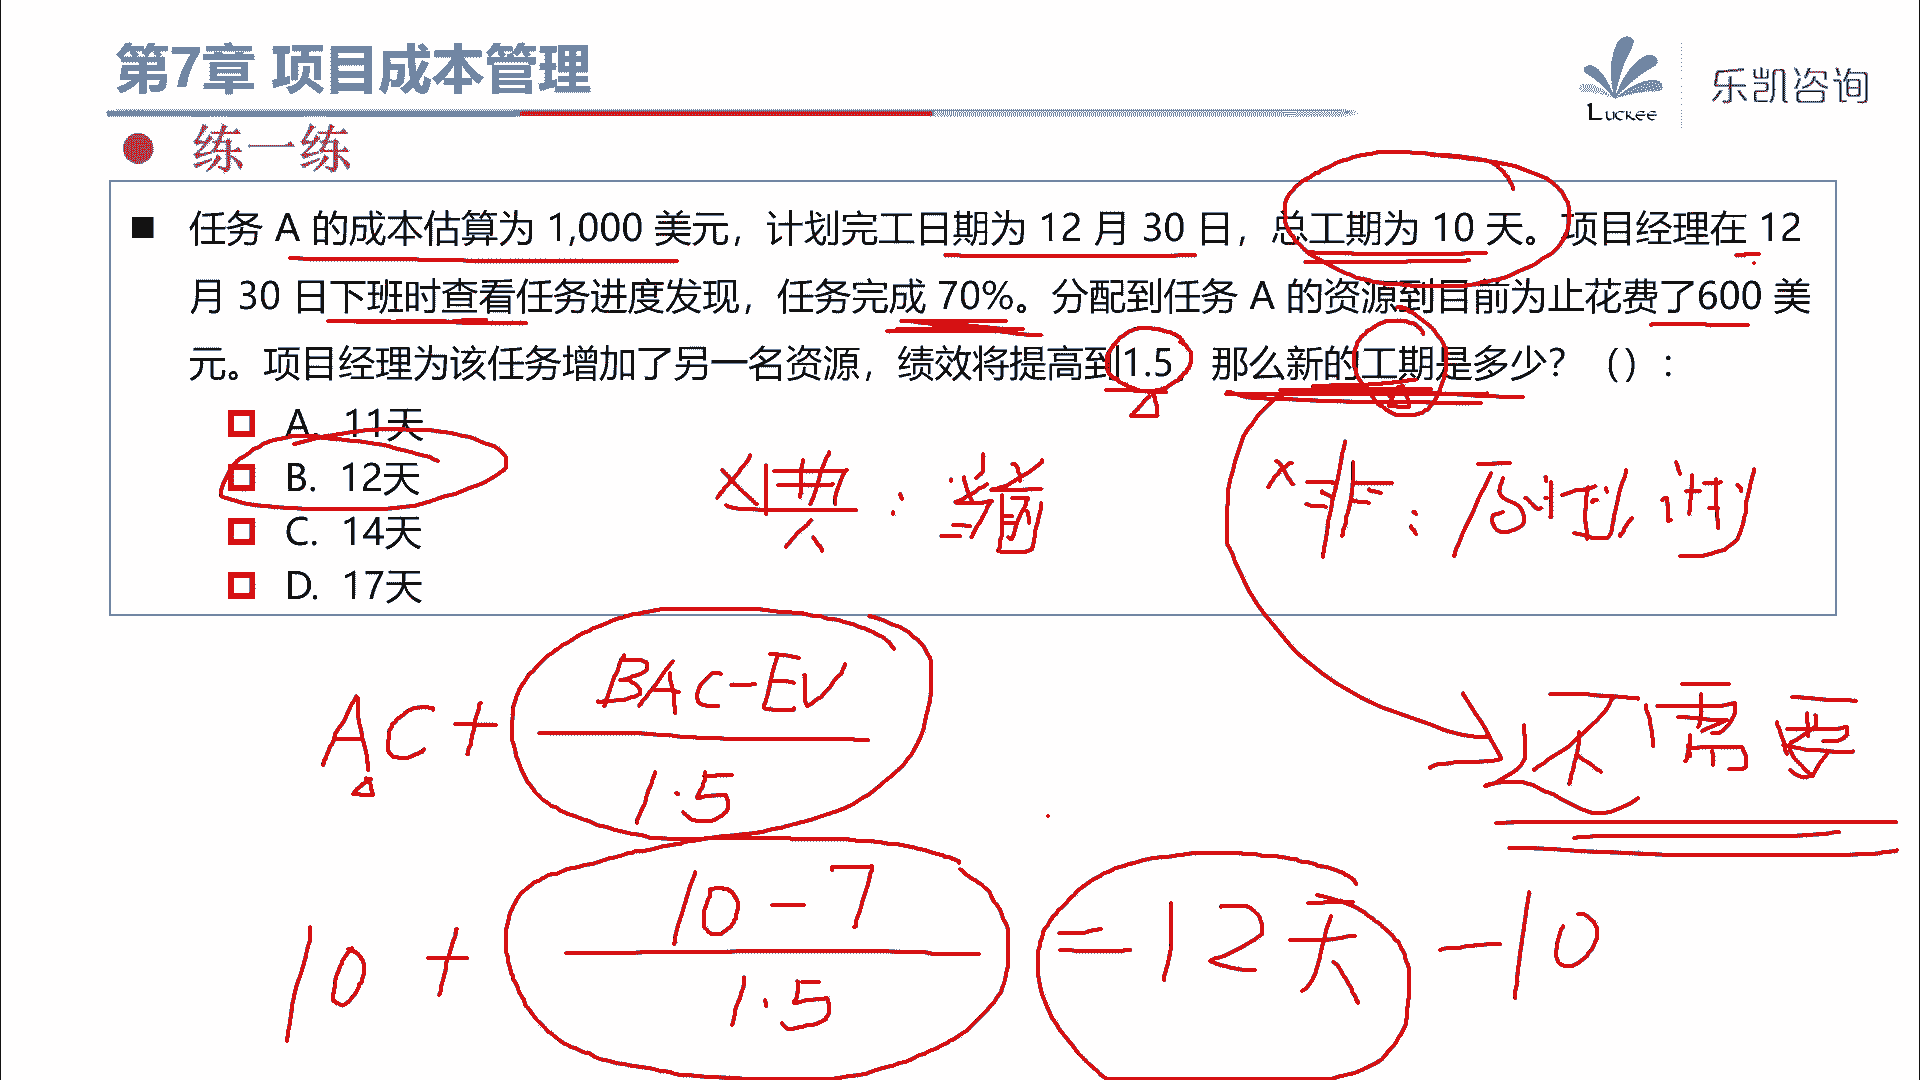 第7章 项目成本管理
Luckee 乐凯咨询
练一练
■ 任务 A 的成本估算为 1,000 美元，计划完工日期为 12 月 30 日，总工期为 10 天。项目经理在 12
月 30 日下班时查看任务进度发现，任务完成 70%。分配到任务 A 的资源到目前为止花费了600 美
元。项目经理为该任务增加了另一名资源，绩效将提高到1.5，那么新的工期是多少？（）：
A. 11天
B. 12天
C. 14天
D. 17天
BAC-EV
AC+
1.5
还需要
10-7
10+ =12天-10
1.5